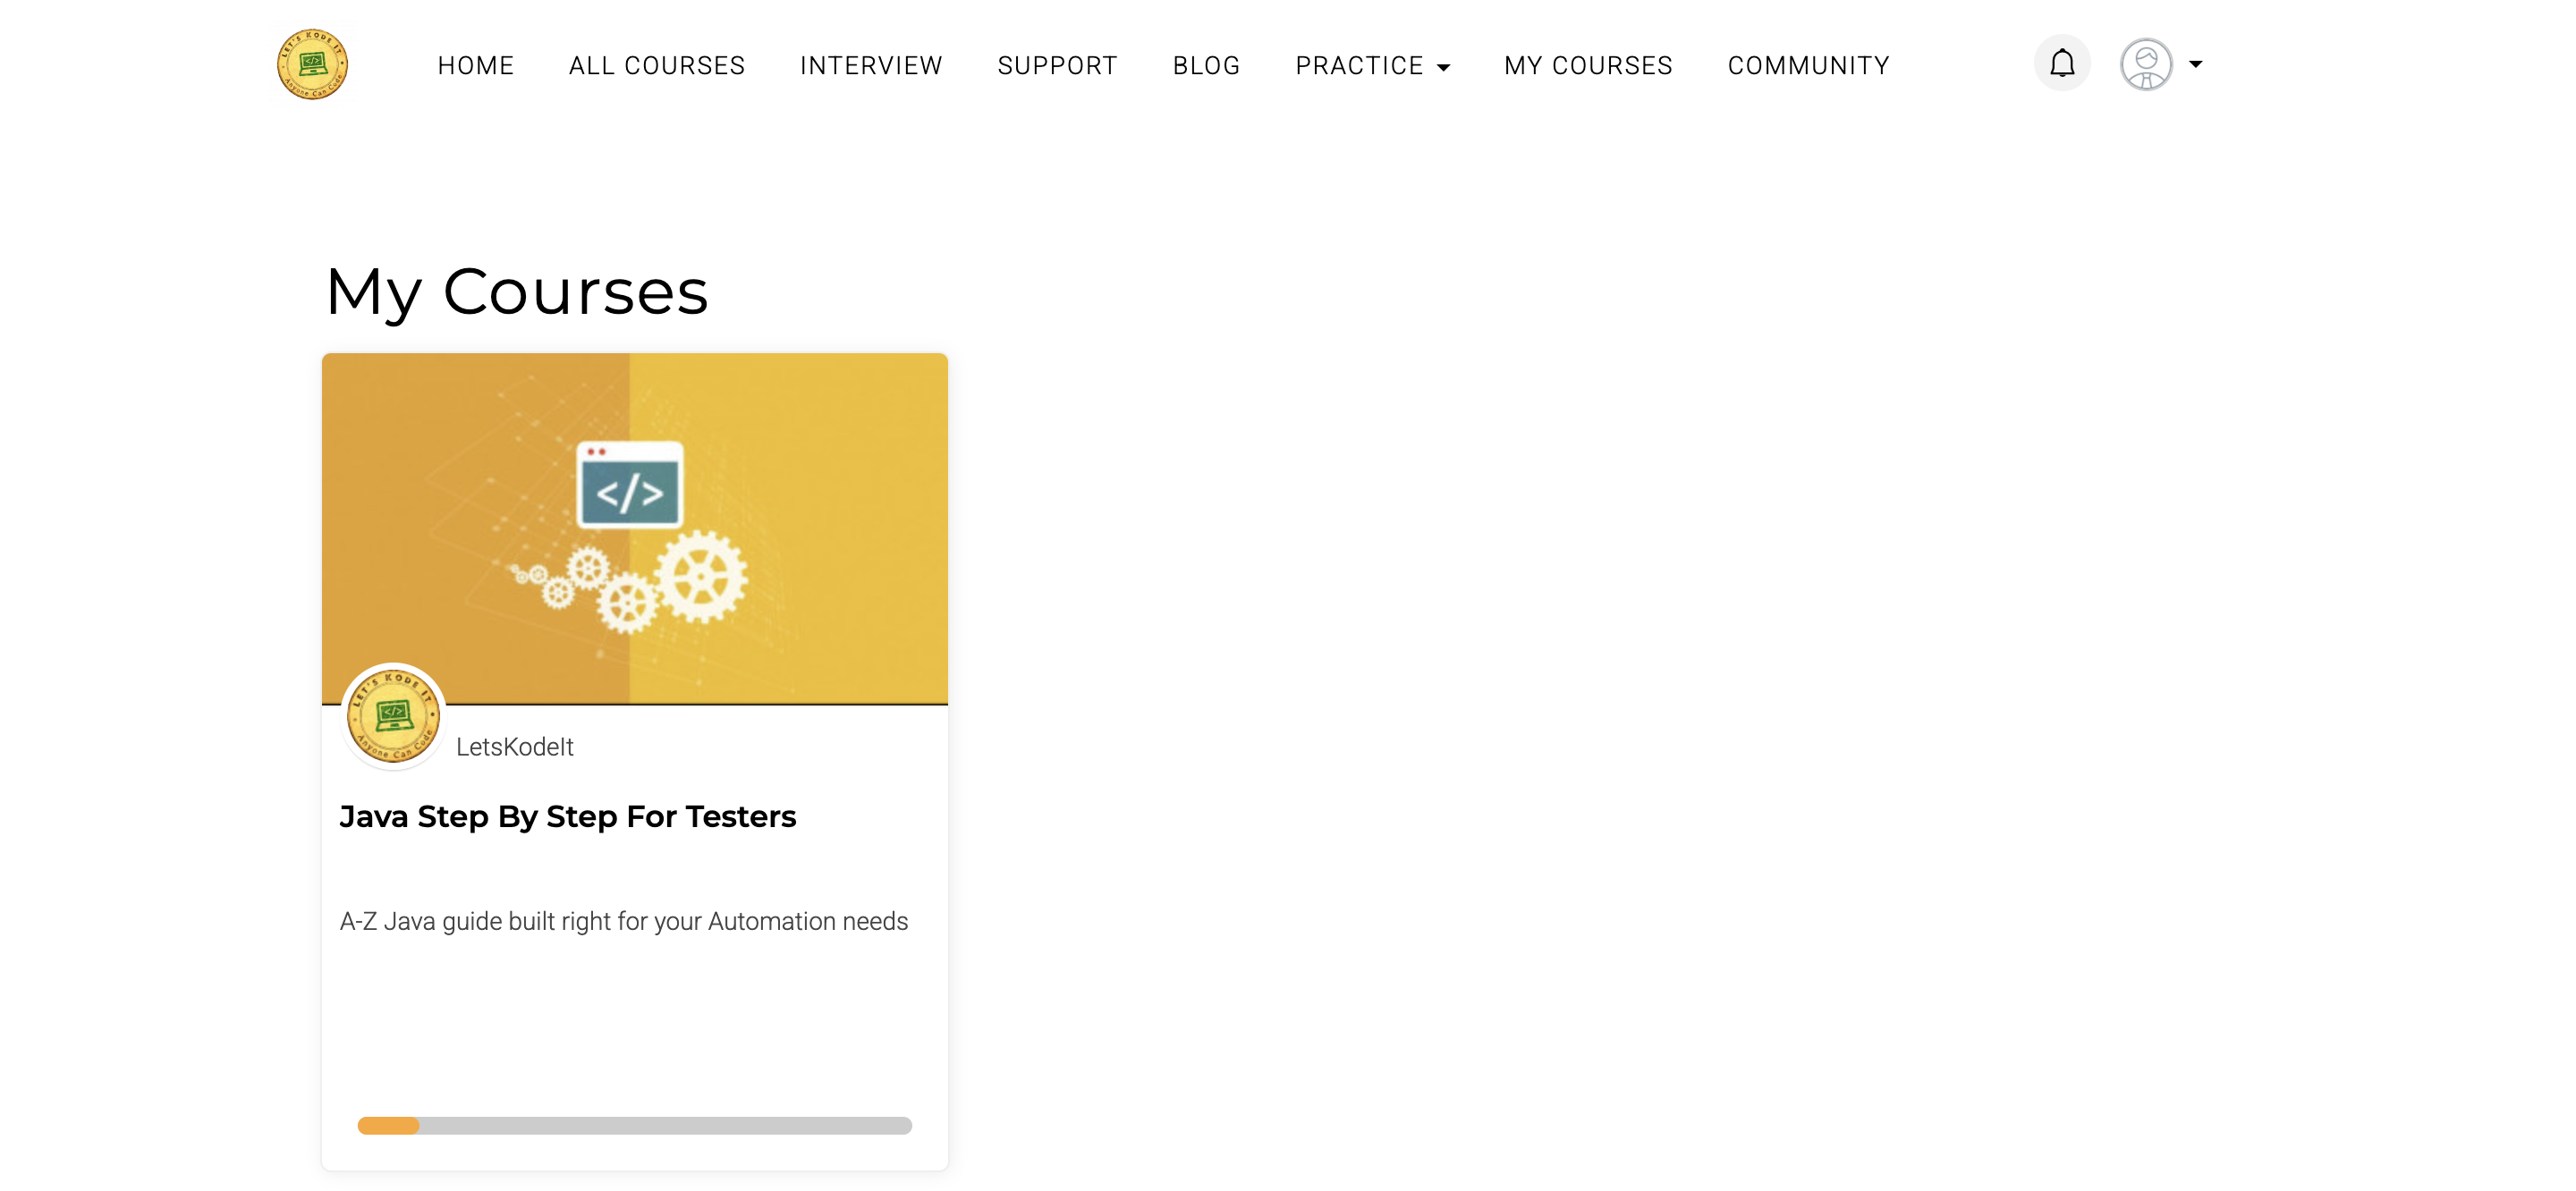 LET'S KODE IT
</>
Anyone Can Code
HOME ALL COURSES INTERVIEW SUPPORT BLOG PRACTICE MY COURSES COMMUNITY
My Courses
</>
LET'S KODE IT
</>
Anyone Can Code
LetsKodeIt
Java Step By Step For Testers
A-Z Java guide built right for your Automation needs